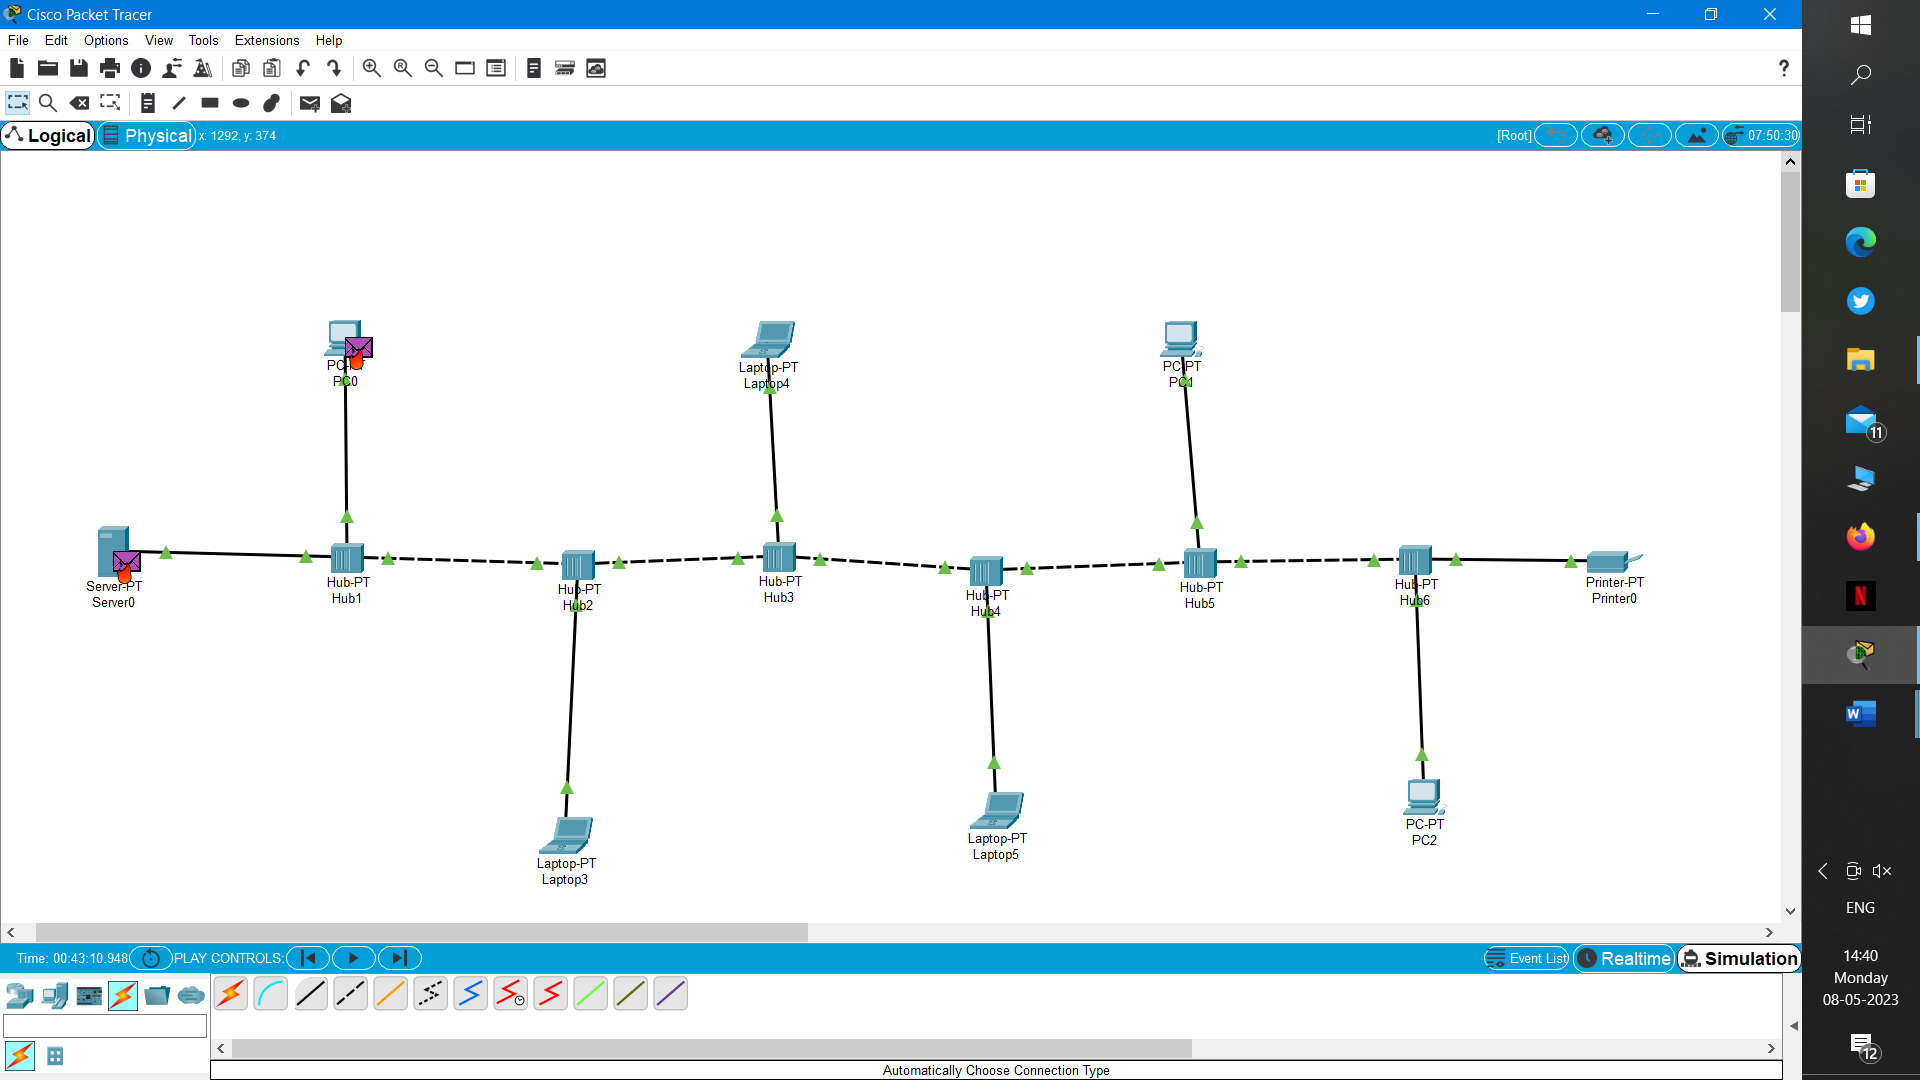 Cisco Packet Tracer
File Edit Options View Tools Extensions Help
?
Logical Physical x: 1292, y: 374 [Root] 07:50:30
PC0
Laptop-PT
Laptop4
PC-PT
PC1
Server-PT
Server0
Hub-PT
Hub1
Hub-PT
Hub2
Hub-PT
Hub3
Hub-PT
Hub4
Hub-PT
Hub5
Hub-PT
Hub6
Printer-PT
Printer0
Laptop-PT
Laptop3
Laptop-PT
Laptop5
PC-PT
PC2
Time: 00:43:10.948 PLAY CONTROLS: Event List Realtime Simulation
Automatically Choose Connection Type
11
N
W
ENG
14:40
Monday
08-05-2023
12